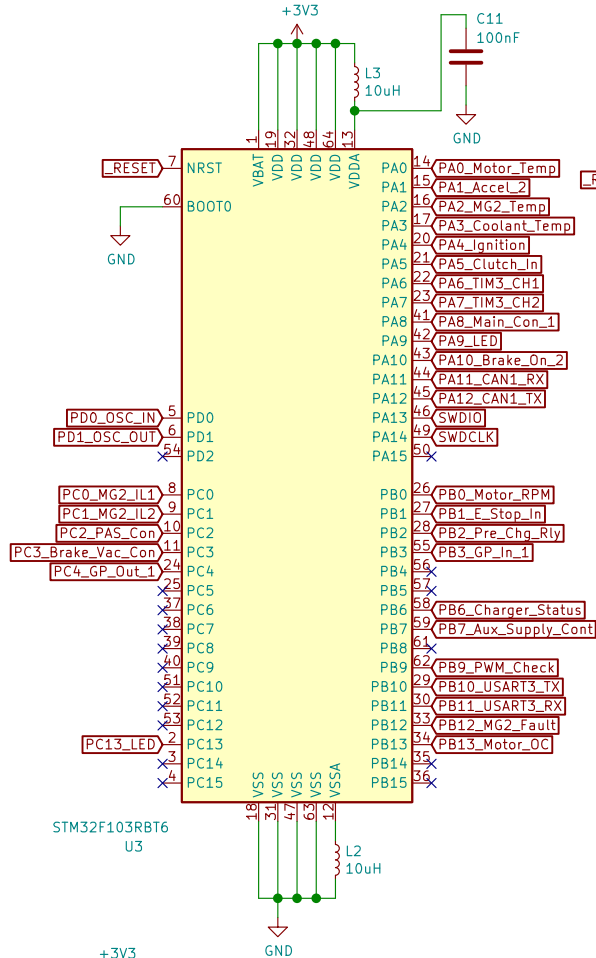 +3V3
C11
100nF
L3
10uH
GND
1 19 32 48 64 13
VBAT VDD VDD VDD VDD VDDA
_RESET 7 NRST
60 BOOT0
GND
PD0_OSC_IN 5 PD0
PD1_OSC_OUT 6 PD1
54 PD2
PC0_MG2_IL1 8 PC0
PC1_MG2_IL2 9 PC1
PC2_PAS_Con 10 PC2
PC3_Brake_Vac_Con 11 PC3
PC4_GP_Out_1 24 PC4
25 PC5
37 PC6
38 PC7
39 PC8
40 PC9
51 PC10
52 PC11
53 PC12
PC13_LED 2 PC13
3 PC14
4 PC15
PA0 14 PA0_Motor_Temp
PA1 15 PA1_Accel_2
PA2 16 PA2_MG2_Temp
PA3 17 PA3_Coolant_Temp
PA4 20 PA4_Ignition
PA5 21 PA5_Clutch_In
PA6 22 PA6_TIM3_CH1
PA7 23 PA7_TIM3_CH2
PA8 41 PA8_Main_Con_1
PA9 42 PA9_LED
PA10 43 PA10_Brake_On_2
PA11 44 PA11_CAN1_RX
PA12 45 PA12_CAN1_TX
PA13 46 SWDIO
PA14 49 SWDCLK
PA15 50
PB0 26 PB0_Motor_RPM
PB1 27 PB1_E_Stop_In
PB2 28 PB2_Pre_Chg_Rly
PB3 55 PB3_GP_In_1
PB4 56
PB5 57
PB6 58 PB6_Charger_Status
PB7 59 PB7_Aux_Supply_Cont
PB8 61
PB9 62 PB9_PWM_Check
PB10 29 PB10_USART3_TX
PB11 30 PB11_USART3_RX
PB12 33 PB12_MG2_Fault
PB13 34 PB13_Motor_OC
PB14 35
PB15 36
VSS VSS VSS VSS VSSA
18 31 47 63 12
STM32F103RBT6
U3
L2
10uH
GND
+3V3